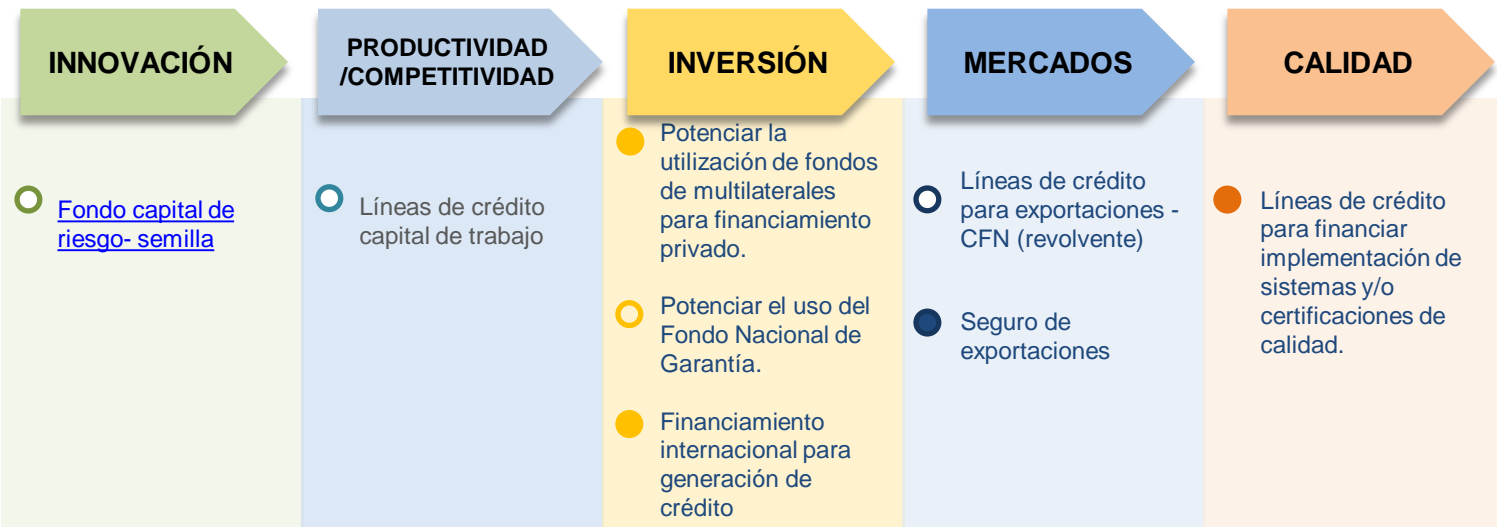 INNOVACIÓN
PRODUCTIVIDAD
/COMPETITIVIDAD
INVERSIÓN
MERCADOS
CALIDAD
Fondo capital de
riesgo- semilla
Líneas de crédito
capital de trabajo
Potenciar la
utilización de fondos
de multilaterales
para financiamiento
privado.
Potenciar el uso del
Fondo Nacional de
Garantía.
Financiamiento
internacional para
generación de
crédito
Líneas de crédito
para exportaciones -
CFN (revolvente)
Seguro de
exportaciones
Líneas de crédito
para financiar
implementación de
sistemas y/o
certificaciones de
calidad.